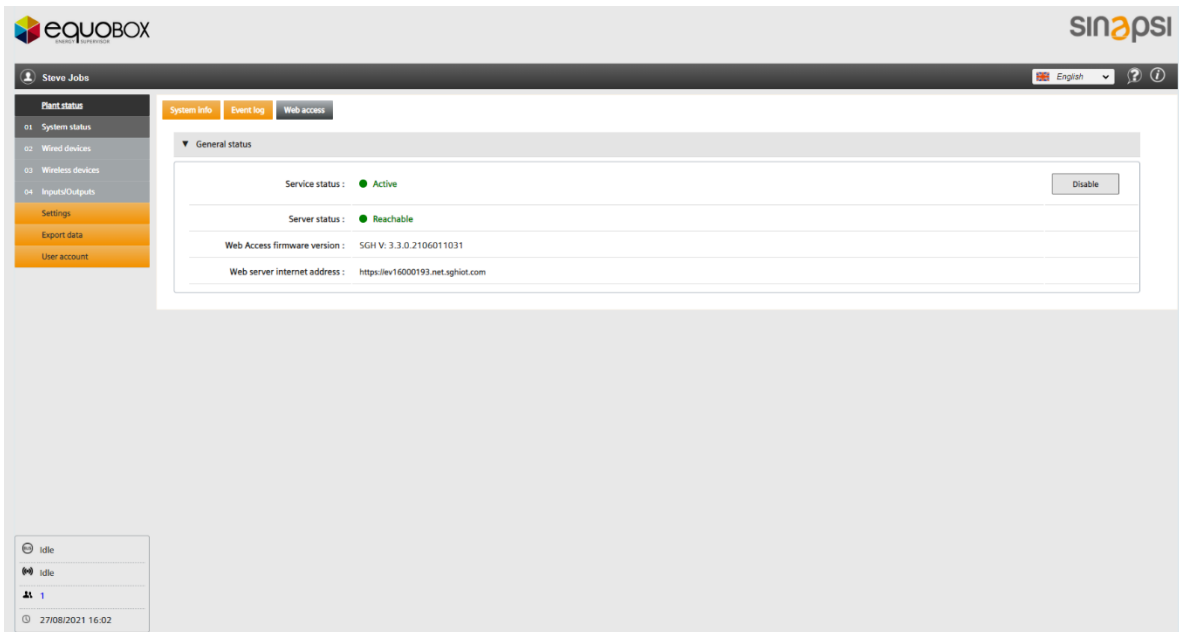 equoBOX
ENERGY SUPERVISOR
sinapsi
Steve Jobs
English
Plant status
01 System status
02 Wired devices
03 Wireless devices
04 Inputs/Outputs
Settings
Export data
User account
System info Event log Web access
General status
Service status : Active Disable
Server status : Reachable
Web Access firmware version : SGH V: 3.3.0.2106011031
Web server internet address : https://ev16000193.net.sghiot.com
Idle
Idle
1
27/08/2021 16:02